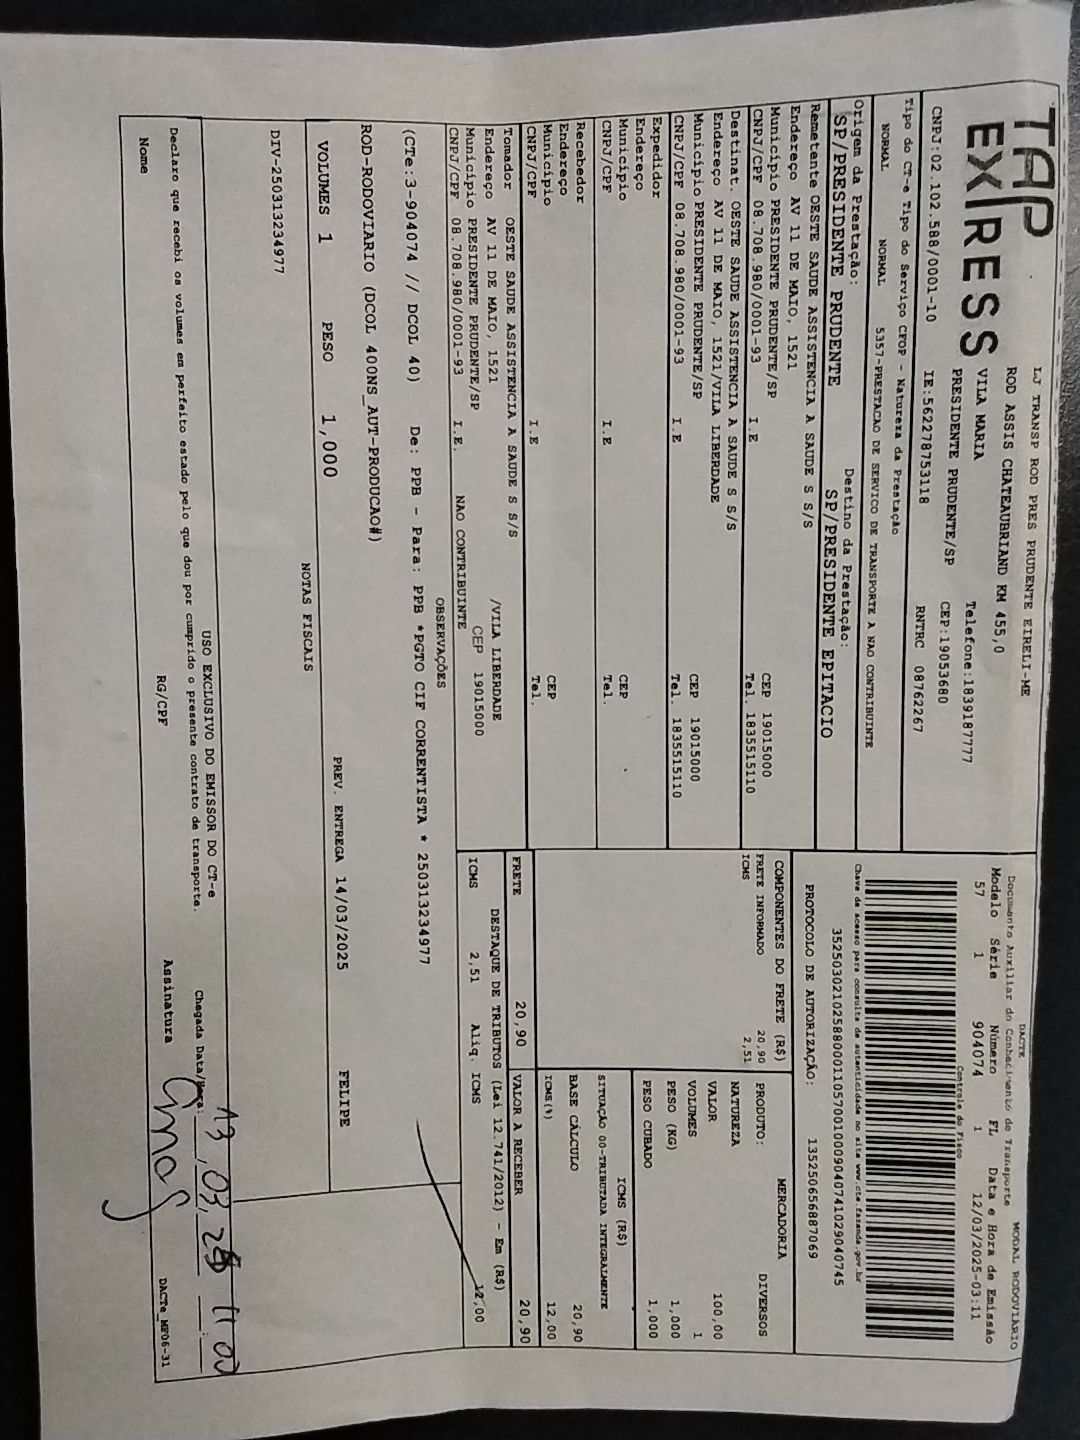 TAP EXPRESS
LJ TRANSP ROD PRES PRUDENTE EIRELI-ME
ROD ASSIS CHATEAUBRIAND KM 455,0
VILA MARIA Telefone:1839187777
PRESIDENTE PRUDENTE/SP CEP:19053680
CNPJ:02.102.588/0001-10 IE:562278753118 RNTRC 08762267
Tipo do CT-e Tipo do Serviço CFOP - Natureza da Prestação
NORMAL NORMAL 5357-PRESTACAO DE SERVICO DE TRANSPORTE A NAO CONTRIBUINTE
Origem da Prestação: Destino da Prestação:
SP/PRESIDENTE PRUDENTE SP/PRESIDENTE EPITACIO
DACTE MODAL RODOVIÁRIO
Documento Auxiliar do Conhecimento de Transporte
Modelo Série Número FL Data e Hora de Emissão
57 1 904074 1 12/03/2025-03:11
Controle do Fisco
Chave de acesso para consulta de autenticidade no site www.cte.fazenda.gov.br
35250302102588000110570010009040741029040745
PROTOCOLO DE AUTORIZAÇÃO: 135250656887069
Remetente OESTE SAUDE ASSISTENCIA A SAUDE S S/S
Endereço AV 11 DE MAIO, 1521
Município PRESIDENTE PRUDENTE/SP CEP 19015000
CNPJ/CPF 08.708.980/0001-93 I.E Tel. 1835515110
Destinat. OESTE SAUDE ASSISTENCIA A SAUDE S S/S
Endereço AV 11 DE MAIO, 1521/VILA LIBERDADE
Município PRESIDENTE PRUDENTE/SP CEP 19015000
CNPJ/CPF 08.708.980/0001-93 I.E Tel. 1835515110
Expedidor
Endereço
Município CEP
CNPJ/CPF I.E Tel.
Recebedor
Endereço
Município CEP
CNPJ/CPF I.E Tel.
Tomador OESTE SAUDE ASSISTENCIA A SAUDE S S/S
Endereço AV 11 DE MAIO, 1521 /VILA LIBERDADE
Município PRESIDENTE PRUDENTE/SP CEP 19015000
CNPJ/CPF 08.708.980/0001-93 I.E. NAO CONTRIBUINTE
COMPONENTES DO FRETE (R$)
FRETE INFORMADO 20,90
ICMS 2,51
PRODUTO: MERCADORIA
NATUREZA DIVERSOS
VALOR 100,00
VOLUMES 1
PESO (KG) 1,000
PESO CUBADO 1,000
ICMS (R$)
SITUAÇÃO 00-TRIBUTADA INTEGRALMENTE
BASE CÁLCULO 20,90
ICMS(%) 12,00
FRETE 20,90 VALOR A RECEBER 20,90
DESTAQUE DE TRIBUTOS (Lei 12.741/2012) - Em (R$)
ICMS 2,51 Aliq. ICMS 12,00
OBSERVAÇÕES
(CTe:3-904074 // DCOL 40) De: PPB - Para: PPB *PGTO CIF CORRENTISTA * 250313234977
ROD-RODOVIARIO (DCOL 400NS_AUT-PRODUCAO#)
VOLUMES 1 PESO 1,000 PREV. ENTREGA 14/03/2025 FELIPE
NOTAS FISCAIS
DIV-250313234977
USO EXCLUSIVO DO EMISSOR DO CT-e
Declaro que recebi os volumes em perfeito estado pelo que dou por cumprido o presente contrato de transporte.
Chegada Data/Hora: 13,03,25 11:00
Nome RG/CPF Assinatura DACTe_MF06-31